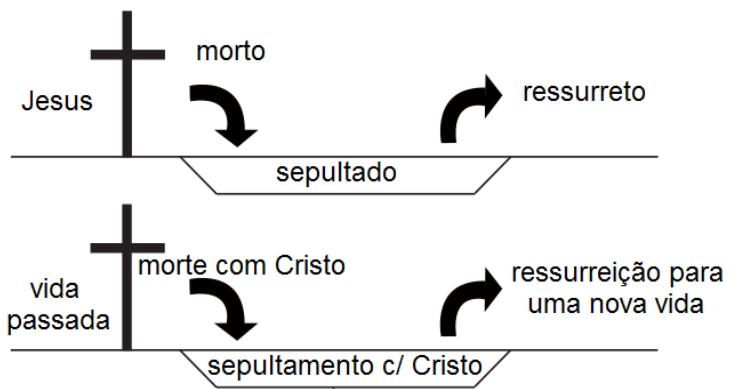 morto
Jesus
ressurreto
sepultado
morte com Cristo
vida
passada
ressurreição para
uma nova vida
sepultamento c/ Cristo